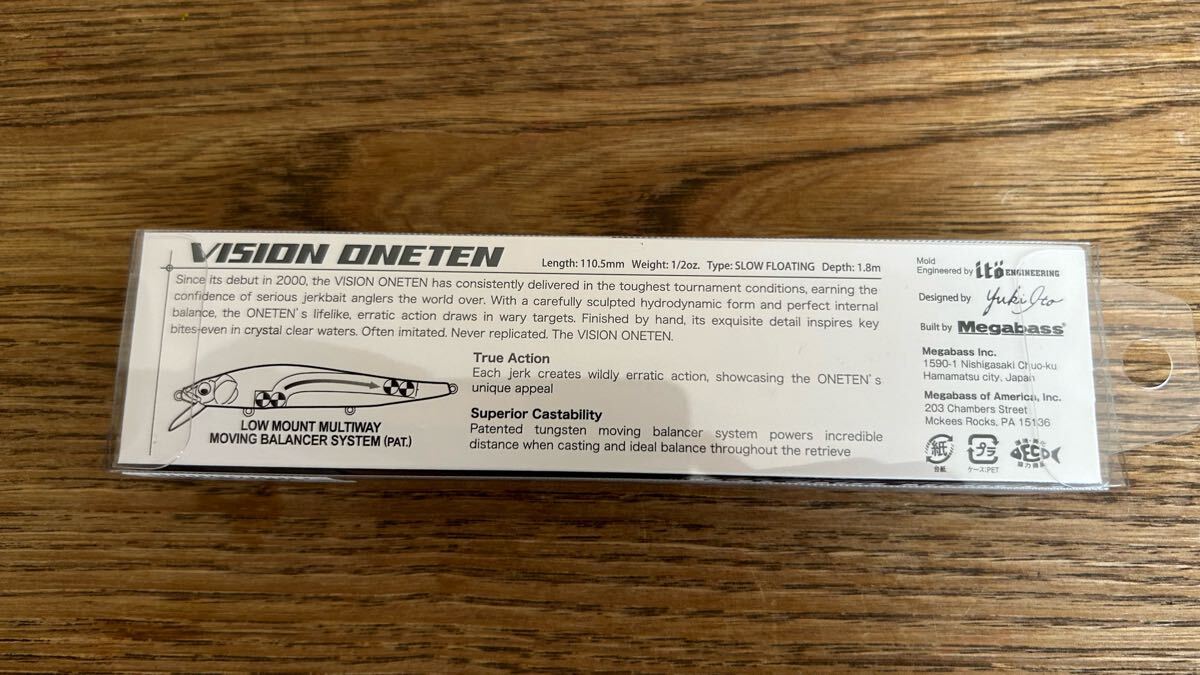 VISION ONETEN
Length: 110.5mm Weight: 1/2oz. Type: SLOW FLOATING Depth: 1.8m
Since its debut in 2000, the VISION ONETEN has consistently delivered in the toughest tournament conditions, earning the
confidence of serious jerkbait anglers the world over. With a carefully sculpted hydrodynamic form and perfect internal
balance, the ONETEN's lifelike, erratic action draws in wary targets. Finished by hand, its exquisite detail inspires key
bites-even in crystal clear waters. Often imitated. Never replicated. The VISION ONETEN.
LOW MOUNT MULTIWAY
MOVING BALANCER SYSTEM (PAT.)
True Action
Each jerk creates wildly erratic action, showcasing the ONETEN's
unique appeal
Superior Castability
Patented tungsten moving balancer system powers incredible
distance when casting and ideal balance throughout the retrieve
Mold
Engineered by itö ENGINEERING
Designed by Yuki Ito
Built by Megabass®
Megabass Inc.
1590-1 Nishigasaki Chuo-ku
Hamamatsu city, Japan
Megabass of America, Inc.
203 Chambers Street
Mckees Rocks, PA 15136
紙
台紙
プラ
ケース:PET
ECO